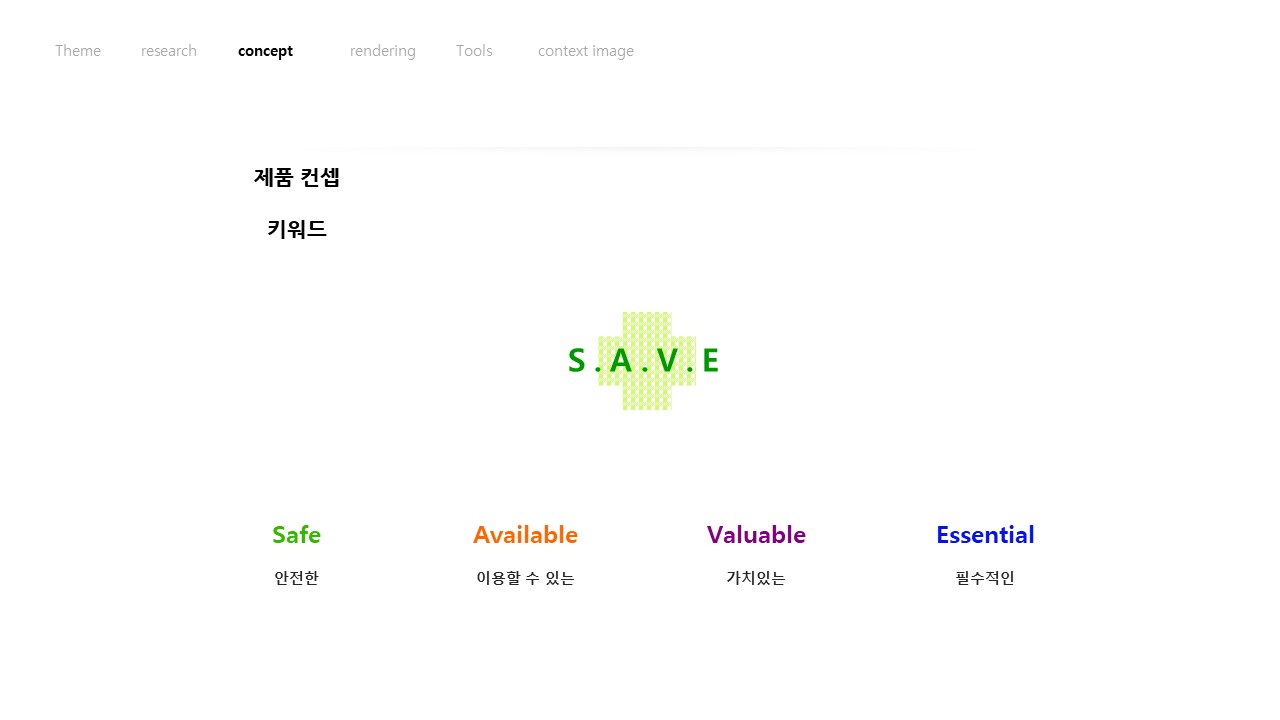 Theme research concept rendering Tools context image
제품 컨셉
키워드
S . A . V . E
Safe Available Valuable Essential
안전한 이용할 수 있는 가치있는 필수적인